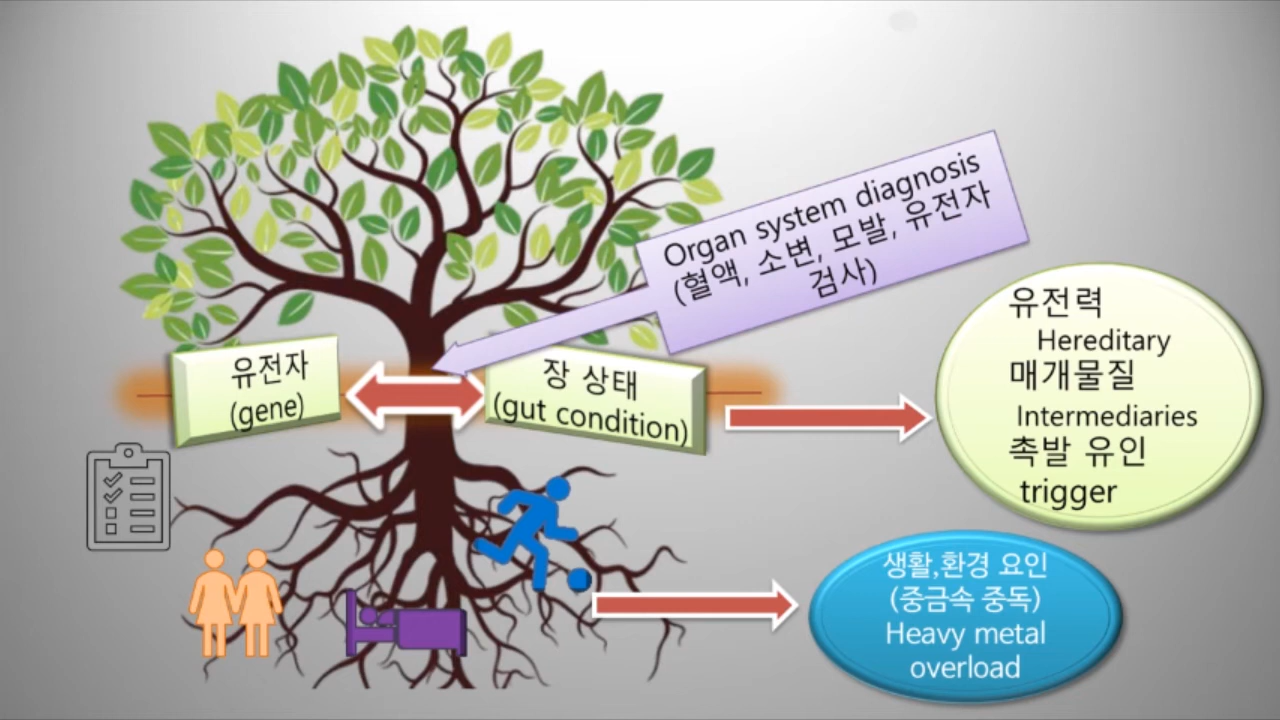 Organ system diagnosis
(혈액, 소변, 모발, 유전자
검사)
유전자
(gene)
장 상태
(gut condition)
유전력
Hereditary
매개물질
Intermediaries
촉발 유인
trigger
생활,환경 요인
(중금속 중독)
Heavy metal
overload